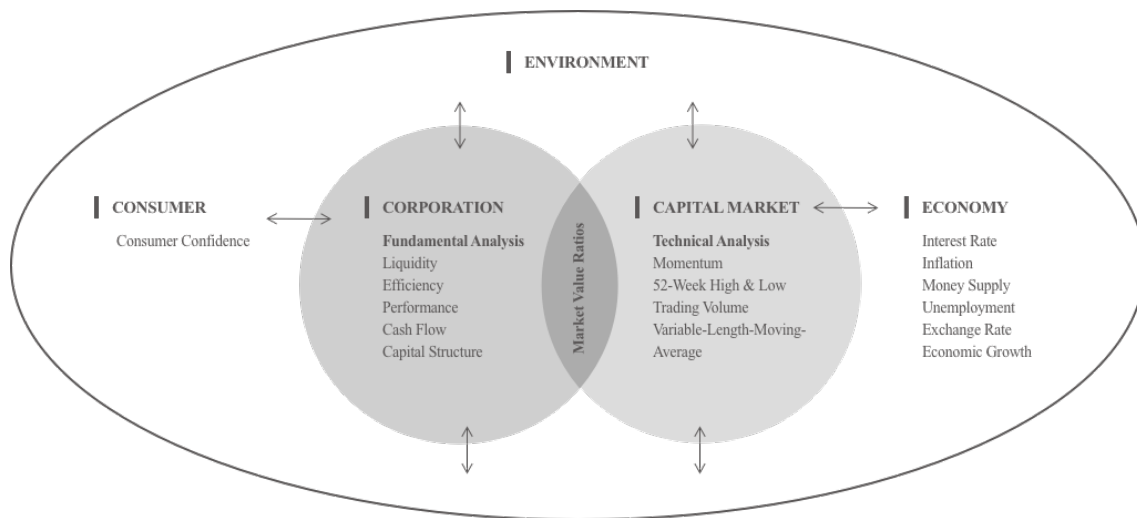 ENVIRONMENT
CONSUMER
Consumer Confidence
CORPORATION
Fundamental Analysis
Liquidity
Efficiency
Performance
Cash Flow
Capital Structure
Market Value Ratios
CAPITAL MARKET
Technical Analysis
Momentum
52-Week High & Low
Trading Volume
Variable-Length-Moving-
Average
ECONOMY
Interest Rate
Inflation
Money Supply
Unemployment
Exchange Rate
Economic Growth